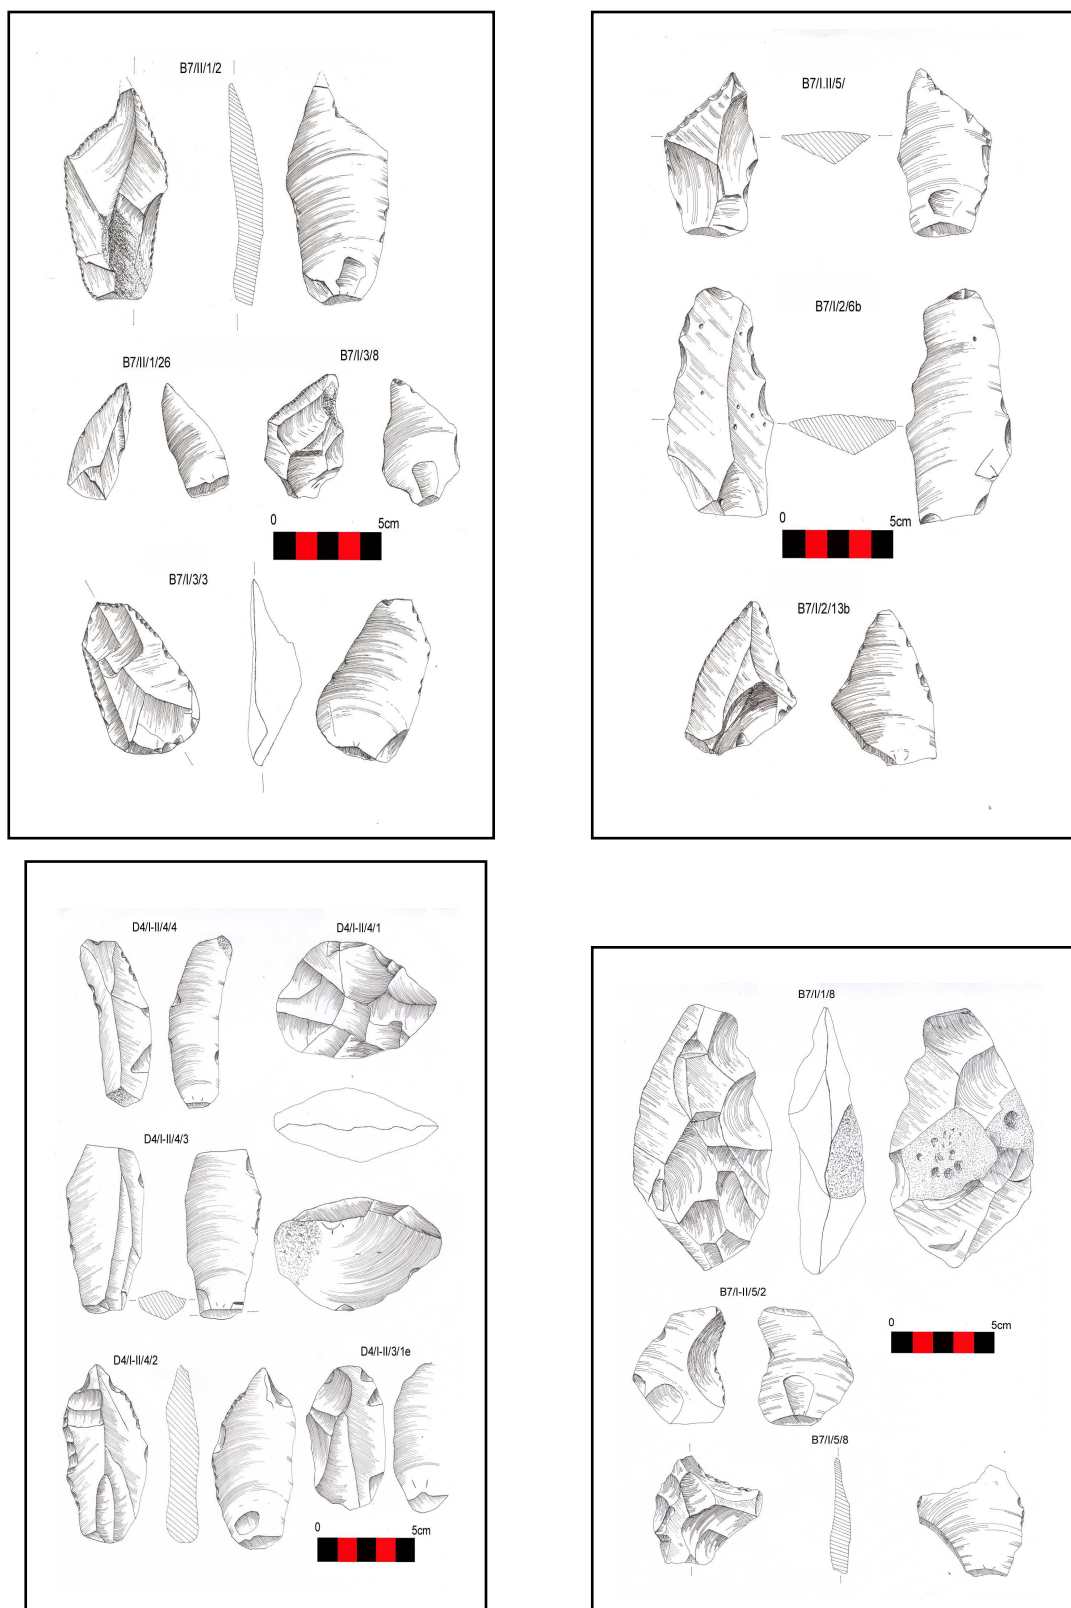 B7/II/1/2
B7/II/1/26
B7/I/3/8
0 5cm
B7/I/3/3
B7/I.II/5/
B7/I/2/6b
0 5cm
B7/I/2/13b
D4/I-II/4/4
D4/I-II/4/1
D4/I-II/4/3
D4/I-II/4/2
D4/I-II/3/1e
0 5cm
B7/I/1/8
B7/I-II/5/2
0 5cm
B7/I/5/8